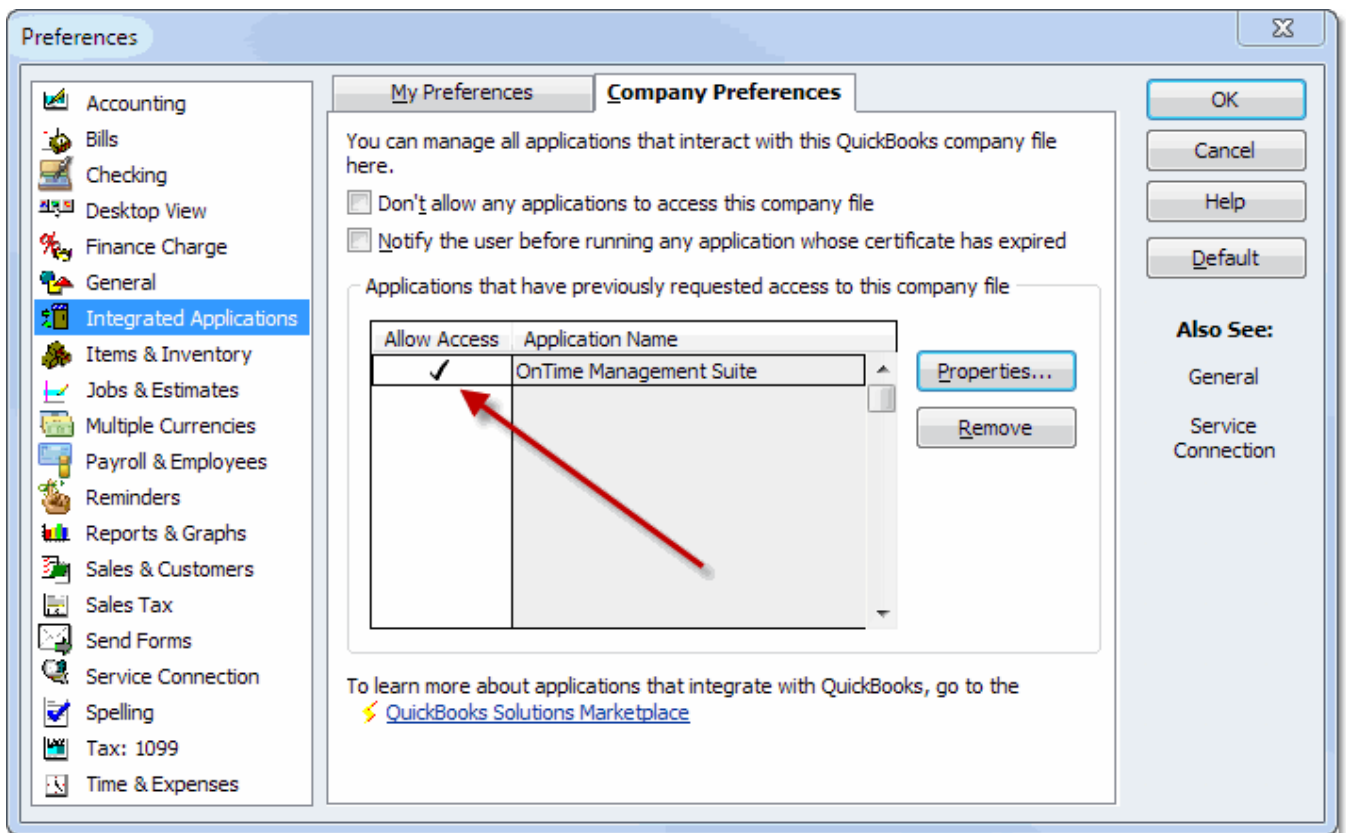 Preferences
Accounting
Bills
Checking
Desktop View
Finance Charge
General
Integrated Applications
Items & Inventory
Jobs & Estimates
Multiple Currencies
Payroll & Employees
Reminders
Reports & Graphs
Sales & Customers
Sales Tax
Send Forms
Service Connection
Spelling
Tax: 1099
Time & Expenses
My Preferences
Company Preferences
You can manage all applications that interact with this QuickBooks company file
here.
Don't allow any applications to access this company file
Notify the user before running any application whose certificate has expired
Applications that have previously requested access to this company file
Allow Access Application Name
OnTime Management Suite
Properties...
Remove
To learn more about applications that integrate with QuickBooks, go to the
QuickBooks Solutions Marketplace
OK
Cancel
Help
Default
Also See:
General
Service
Connection